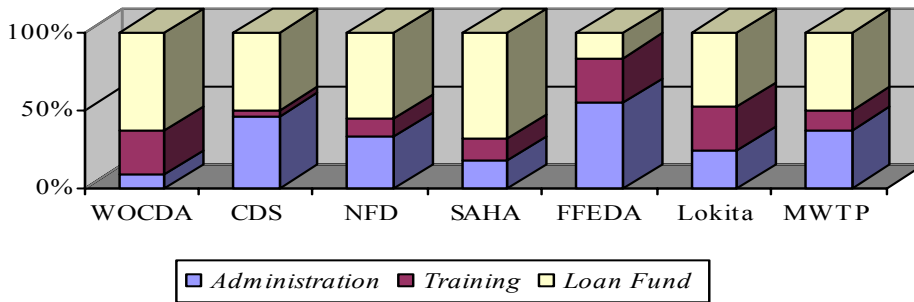 100%
50%
0%
WOCDA CDS NFD SAHA FFEDA Lokita MWTP
Administration Training Loan Fund